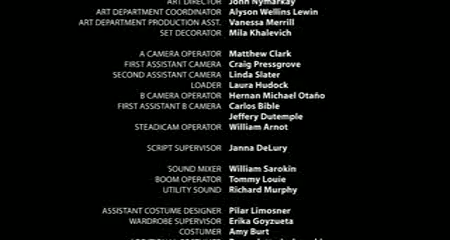 ART DIRECTOR John Nymarkay
ART DEPARTMENT COORDINATOR Alyson Wellins Lewin
ART DEPARTMENT PRODUCTION ASST. Vanessa Merrill
SET DECORATOR Mila Khalevich
A CAMERA OPERATOR Matthew Clark
FIRST ASSISTANT CAMERA Craig Pressgrove
SECOND ASSISTANT CAMERA Linda Slater
LOADER Laura Hudock
B CAMERA OPERATOR Hernan Michael Otaño
FIRST ASSISTANT B CAMERA Carlos Bible
Jeffery Dutemple
STEADICAM OPERATOR William Arnot
SCRIPT SUPERVISOR Janna DeLury
SOUND MIXER William Sarokin
BOOM OPERATOR Tommy Louie
UTILITY SOUND Richard Murphy
ASSISTANT COSTUME DESIGNER Pilar Limosner
WARDROBE SUPERVISOR Erika Goyzueta
COSTUMER Amy Burt